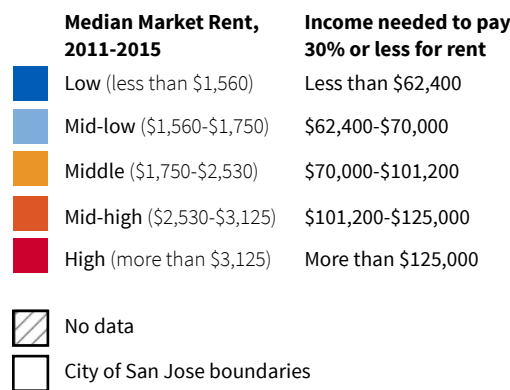 Median Market Rent, Income needed to pay
2011-2015 30% or less for rent
Low (less than $1,560) Less than $62,400
Mid-low ($1,560-$1,750) $62,400-$70,000
Middle ($1,750-$2,530) $70,000-$101,200
Mid-high ($2,530-$3,125) $101,200-$125,000
High (more than $3,125) More than $125,000
No data
City of San Jose boundaries